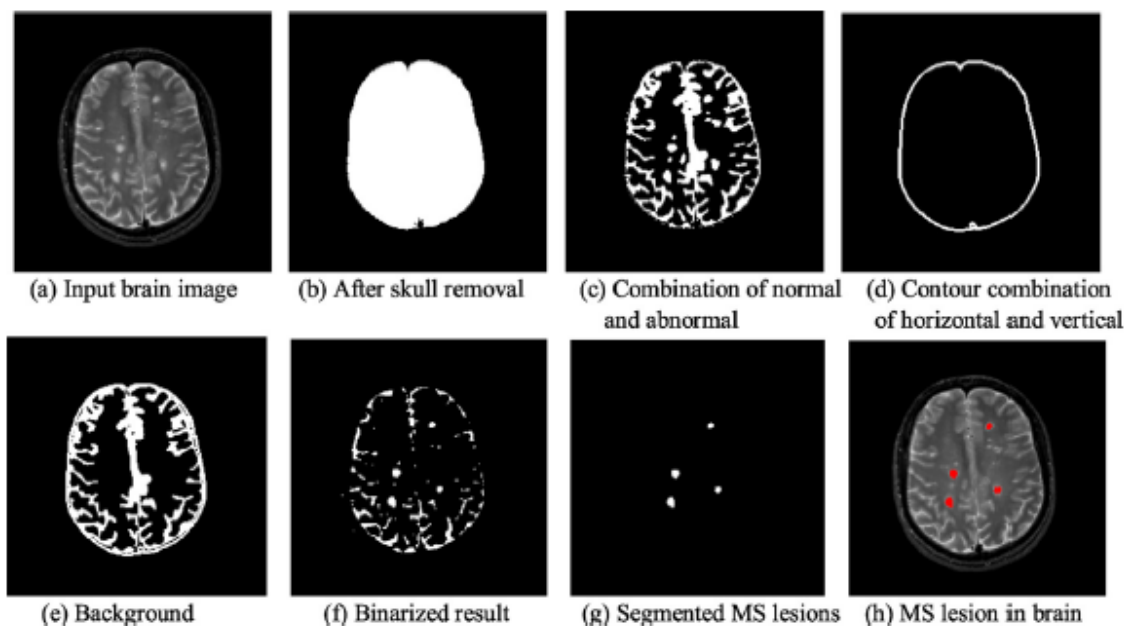 (a) Input brain image
(b) After skull removal
(c) Combination of normal
and abnormal
(d) Contour combination
of horizontal and vertical
(e) Background
(f) Binarized result
(g) Segmented MS lesions
(h) MS lesion in brain